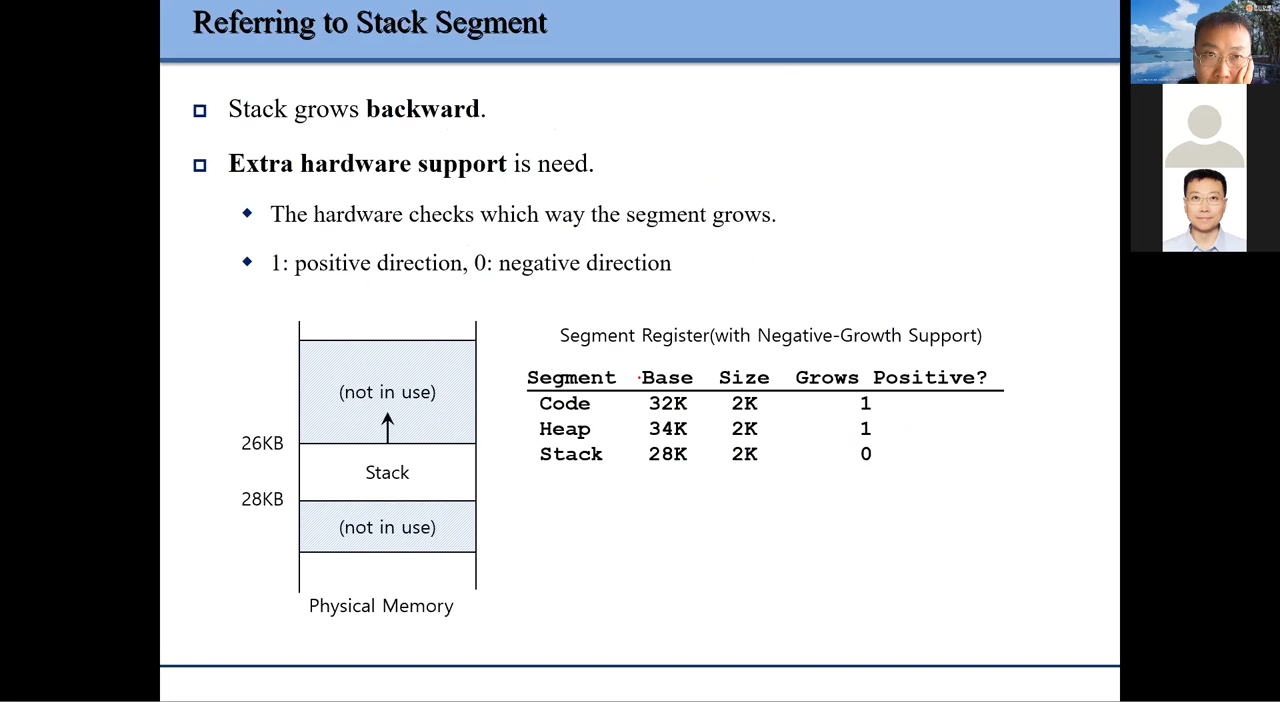 Referring to Stack Segment
Stack grows backward.
Extra hardware support is need.
The hardware checks which way the segment grows.
1: positive direction, 0: negative direction
(not in use)
26KB
Stack
28KB
(not in use)
Physical Memory
Segment Register(with Negative-Growth Support)
Segment Base Size Grows Positive?
Code 32K 2K 1
Heap 34K 2K 1
Stack 28K 2K 0